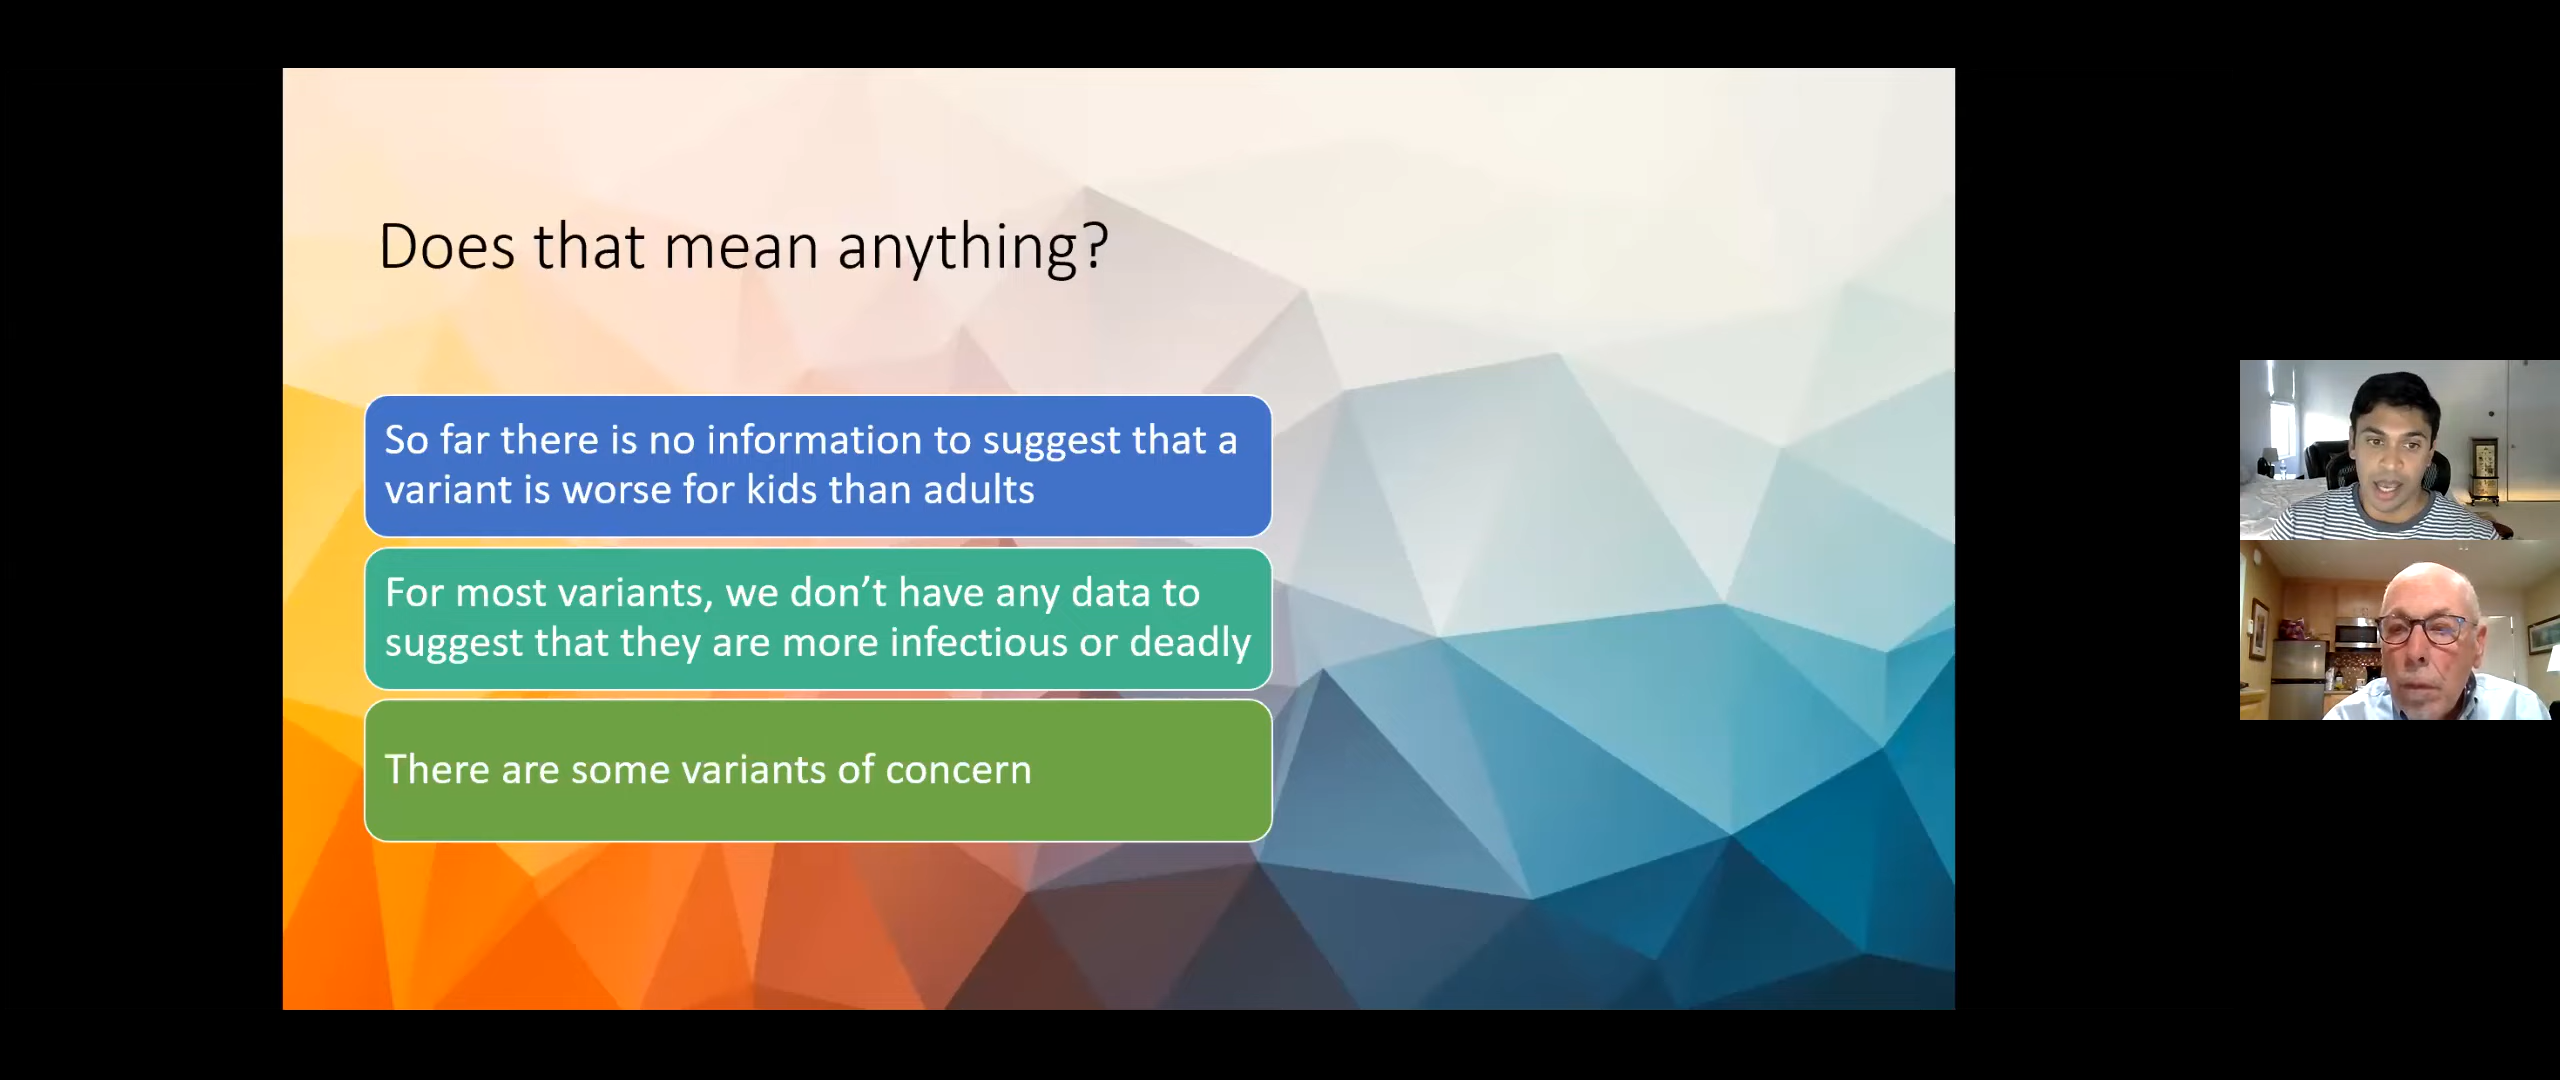 Does that mean anything?
So far there is no information to suggest that a
variant is worse for kids than adults
For most variants, we don’t have any data to
suggest that they are more infectious or deadly
There are some variants of concern